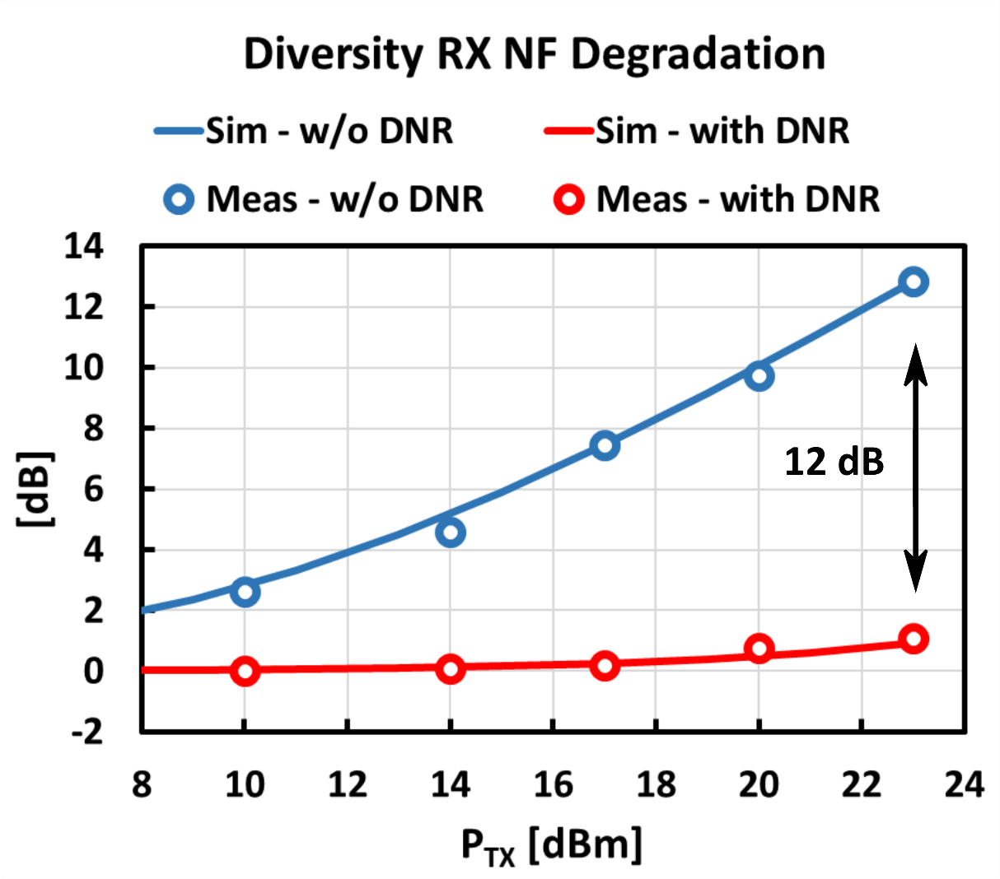 Diversity RX NF Degradation
Sim - w/o DNR
Sim - with DNR
Meas - w/o DNR
Meas - with DNR
14
12
10
8
6
4
2
0
-2
[dB]
12 dB
8 10 12 14 16 18 20 22 24
P_TX [dBm]